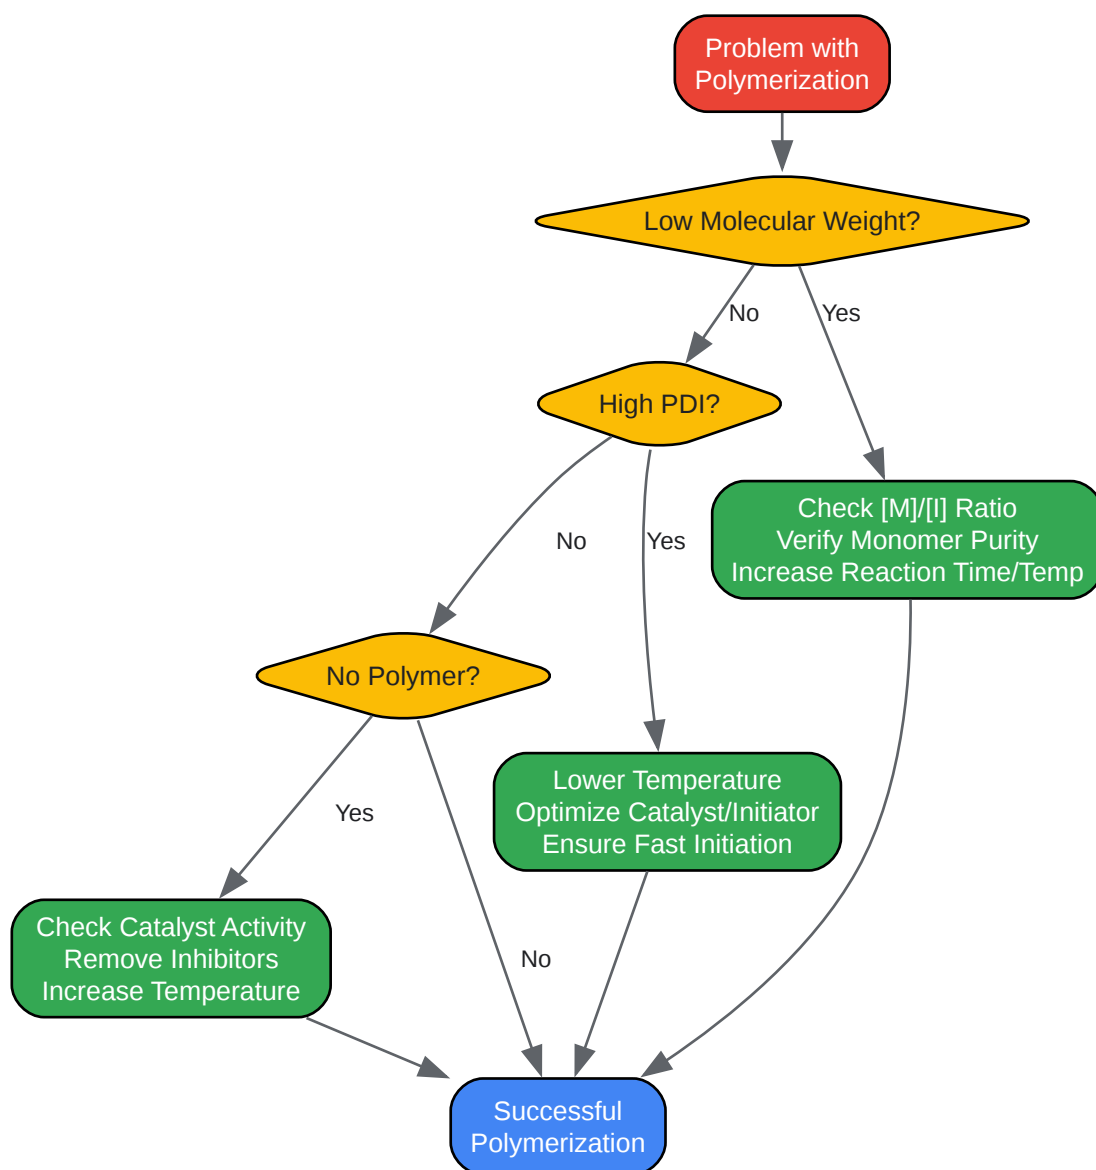 Problem with
Polymerization
Low Molecular Weight?
No
Yes
High PDI?
Check [M]/[I] Ratio
Verify Monomer Purity
Increase Reaction Time/Temp
No
Yes
No Polymer?
Lower Temperature
Optimize Catalyst/Initiator
Ensure Fast Initiation
Yes
Check Catalyst Activity
Remove Inhibitors
Increase Temperature
No
Successful
Polymerization